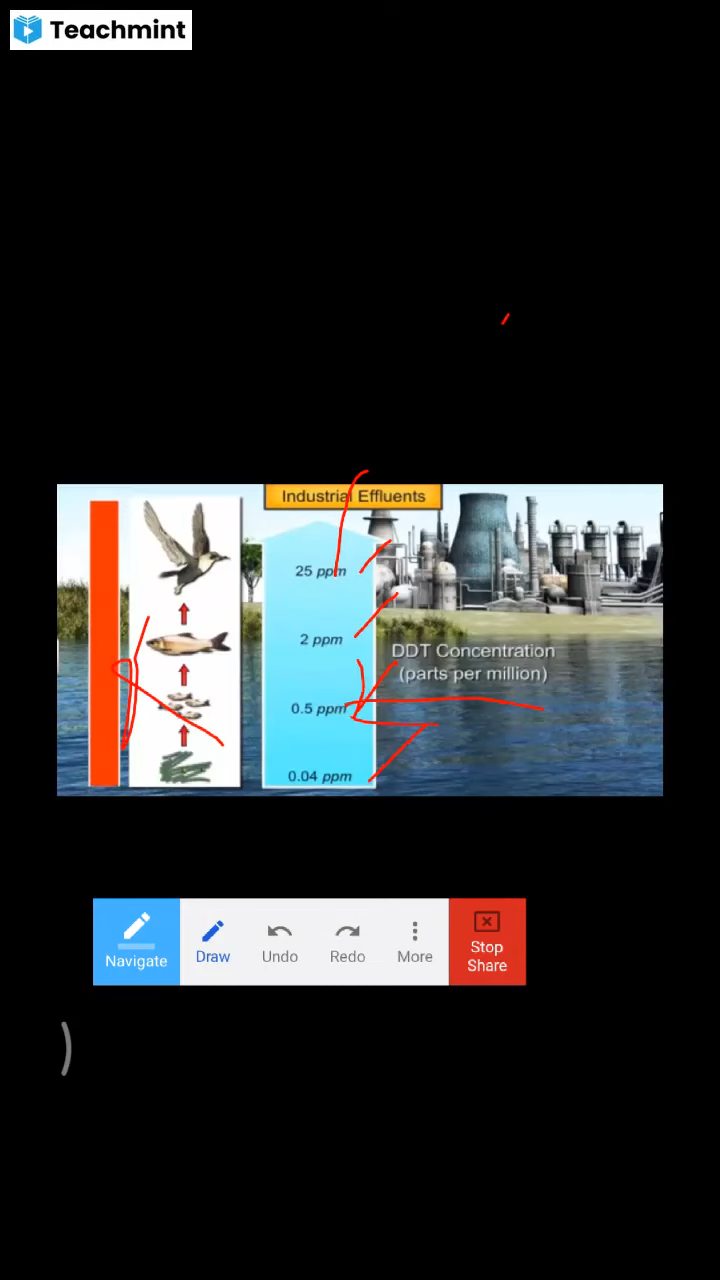 Teachmint
Industrial Effluents
25 ppm
2 ppm
DDT Concentration
(parts per million)
0.5 ppm
0.04 ppm
Navigate
Draw
Undo
Redo
More
Stop
Share